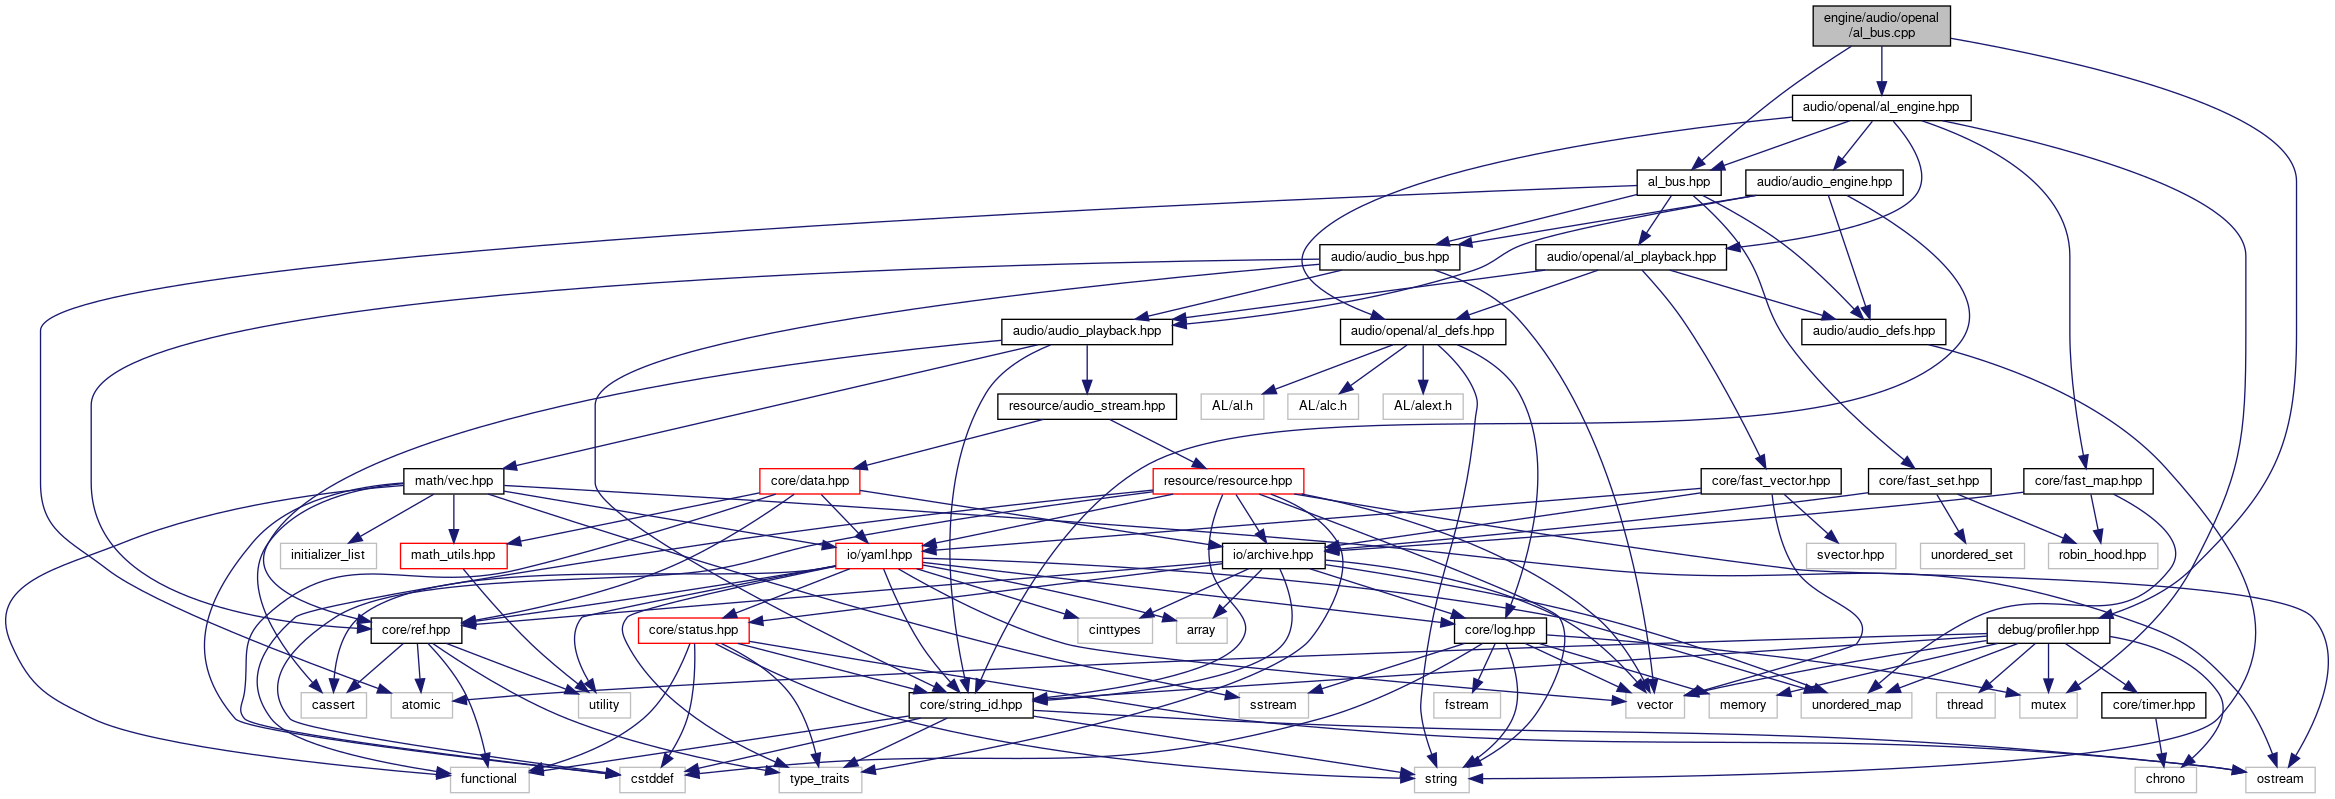 engine/audio/openal
/al_bus.cpp
audio/openal/al_engine.hpp
al_bus.hpp
audio/audio_engine.hpp
audio/audio_bus.hpp
audio/openal/al_playback.hpp
audio/audio_playback.hpp
audio/openal/al_defs.hpp
audio/audio_defs.hpp
AL/al.h
AL/alc.h
AL/alext.h
resource/audio_stream.hpp
math/vec.hpp
core/data.hpp
resource/resource.hpp
core/fast_vector.hpp
core/fast_set.hpp
core/fast_map.hpp
initializer_list
math_utils.hpp
io/yaml.hpp
io/archive.hpp
svector.hpp
unordered_set
robin_hood.hpp
core/ref.hpp
core/status.hpp
cinttypes
array
core/log.hpp
debug/profiler.hpp
cassert
atomic
utility
core/string_id.hpp
sstream
fstream
vector
memory
unordered_map
thread
mutex
core/timer.hpp
functional
cstddef
type_traits
string
chrono
ostream